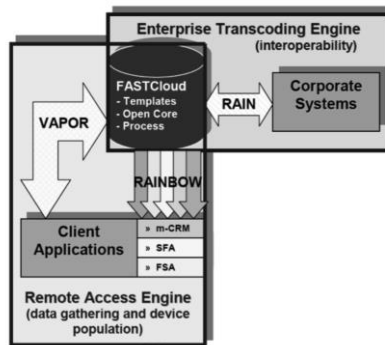 Enterprise Transcoding Engine
(interoperability)
FASTCloud
- Templates
- Open Core
- Process
RAIN
Corporate
Systems
VAPOR
RAINBOW
Client
Applications
» m-CRM
» SFA
» FSA
Remote Access Engine
(data gathering and device
population)